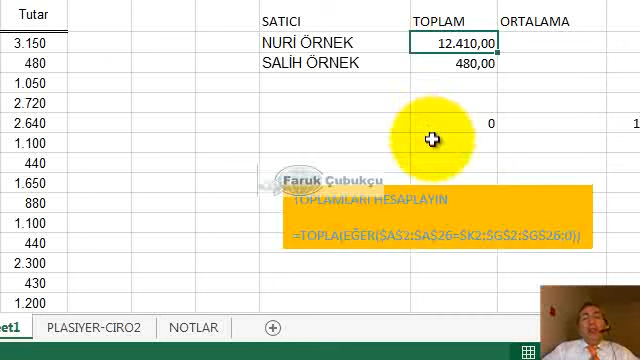 Tutar
SATICI TOPLAM ORTALAMA
3.150 NURİ ÖRNEK 12.410,00
480 SALİH ÖRNEK 480,00
1.050
2.720
2.640 0 1
1.100
440
Faruk Çubukçu
1.650
880 TOPLAMLARI HESAPLAYIN
1.100
=TOPLA(EĞER($A$2:$A$26=$K2;$G$2:$G$26;0))
440
2.300
430
1.200
eet1 PLASIYER-CIRO2 NOTLAR